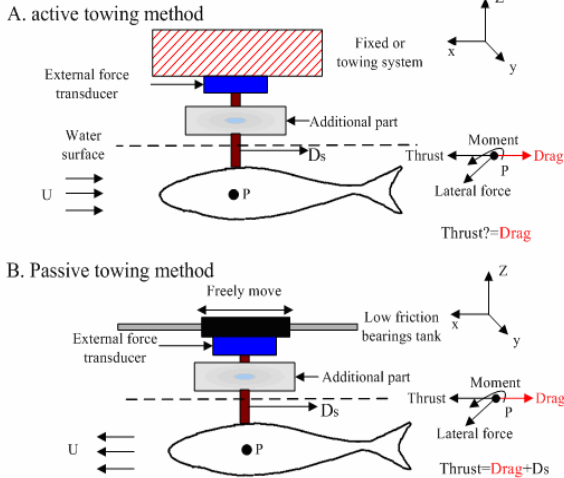 A. active towing method
Z
x
y
Fixed or
towing system
External force
transducer
Additional part
Water
surface
Ds
U
P
Moment
Thrust
Drag
P
Lateral force
Thrust?=Drag
B. Passive towing method
Freely move
Z
x
y
Low friction
bearings tank
External force
transducer
Additional part
Ds
U
P
Moment
Thrust
Drag
P
Lateral force
Thrust=Drag+Ds